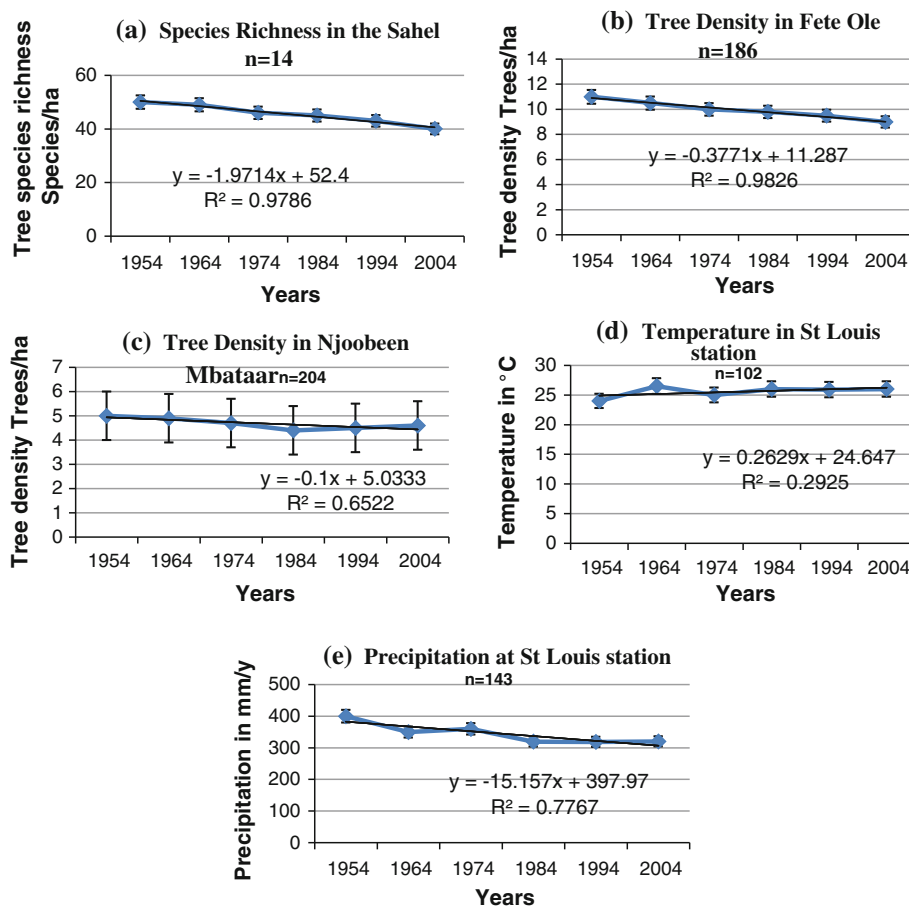 (a) Species Richness in the Sahel
n=14
Tree species richness
Species/ha
60
40
20
0
y = -1.9714x + 52.4
R² = 0.9786
1954 1964 1974 1984 1994 2004
Years
(b) Tree Density in Fete Ole
n=186
Tree density Trees/ha
14
12
10
8
6
4
2
0
y = -0.3771x + 11.287
R² = 0.9826
1954 1964 1974 1984 1994 2004
Years
(c) Tree Density in Njoobeen
Mbataar n=204
Tree density Trees/ha
7
6
5
4
3
2
1
0
y = -0.1x + 5.0333
R² = 0.6522
1954 1964 1974 1984 1994 2004
Years
(d) Temperature in St Louis
station
n=102
Temperature in °C
30
25
20
15
10
5
0
y = 0.2629x + 24.647
R² = 0.2925
1954 1964 1974 1984 1994 2004
Years
(e) Precipitation at St Louis station
n=143
Precipitation in mm/y
500
400
300
200
100
0
y = -15.157x + 397.97
R² = 0.7767
1954 1964 1974 1984 1994 2004
Years